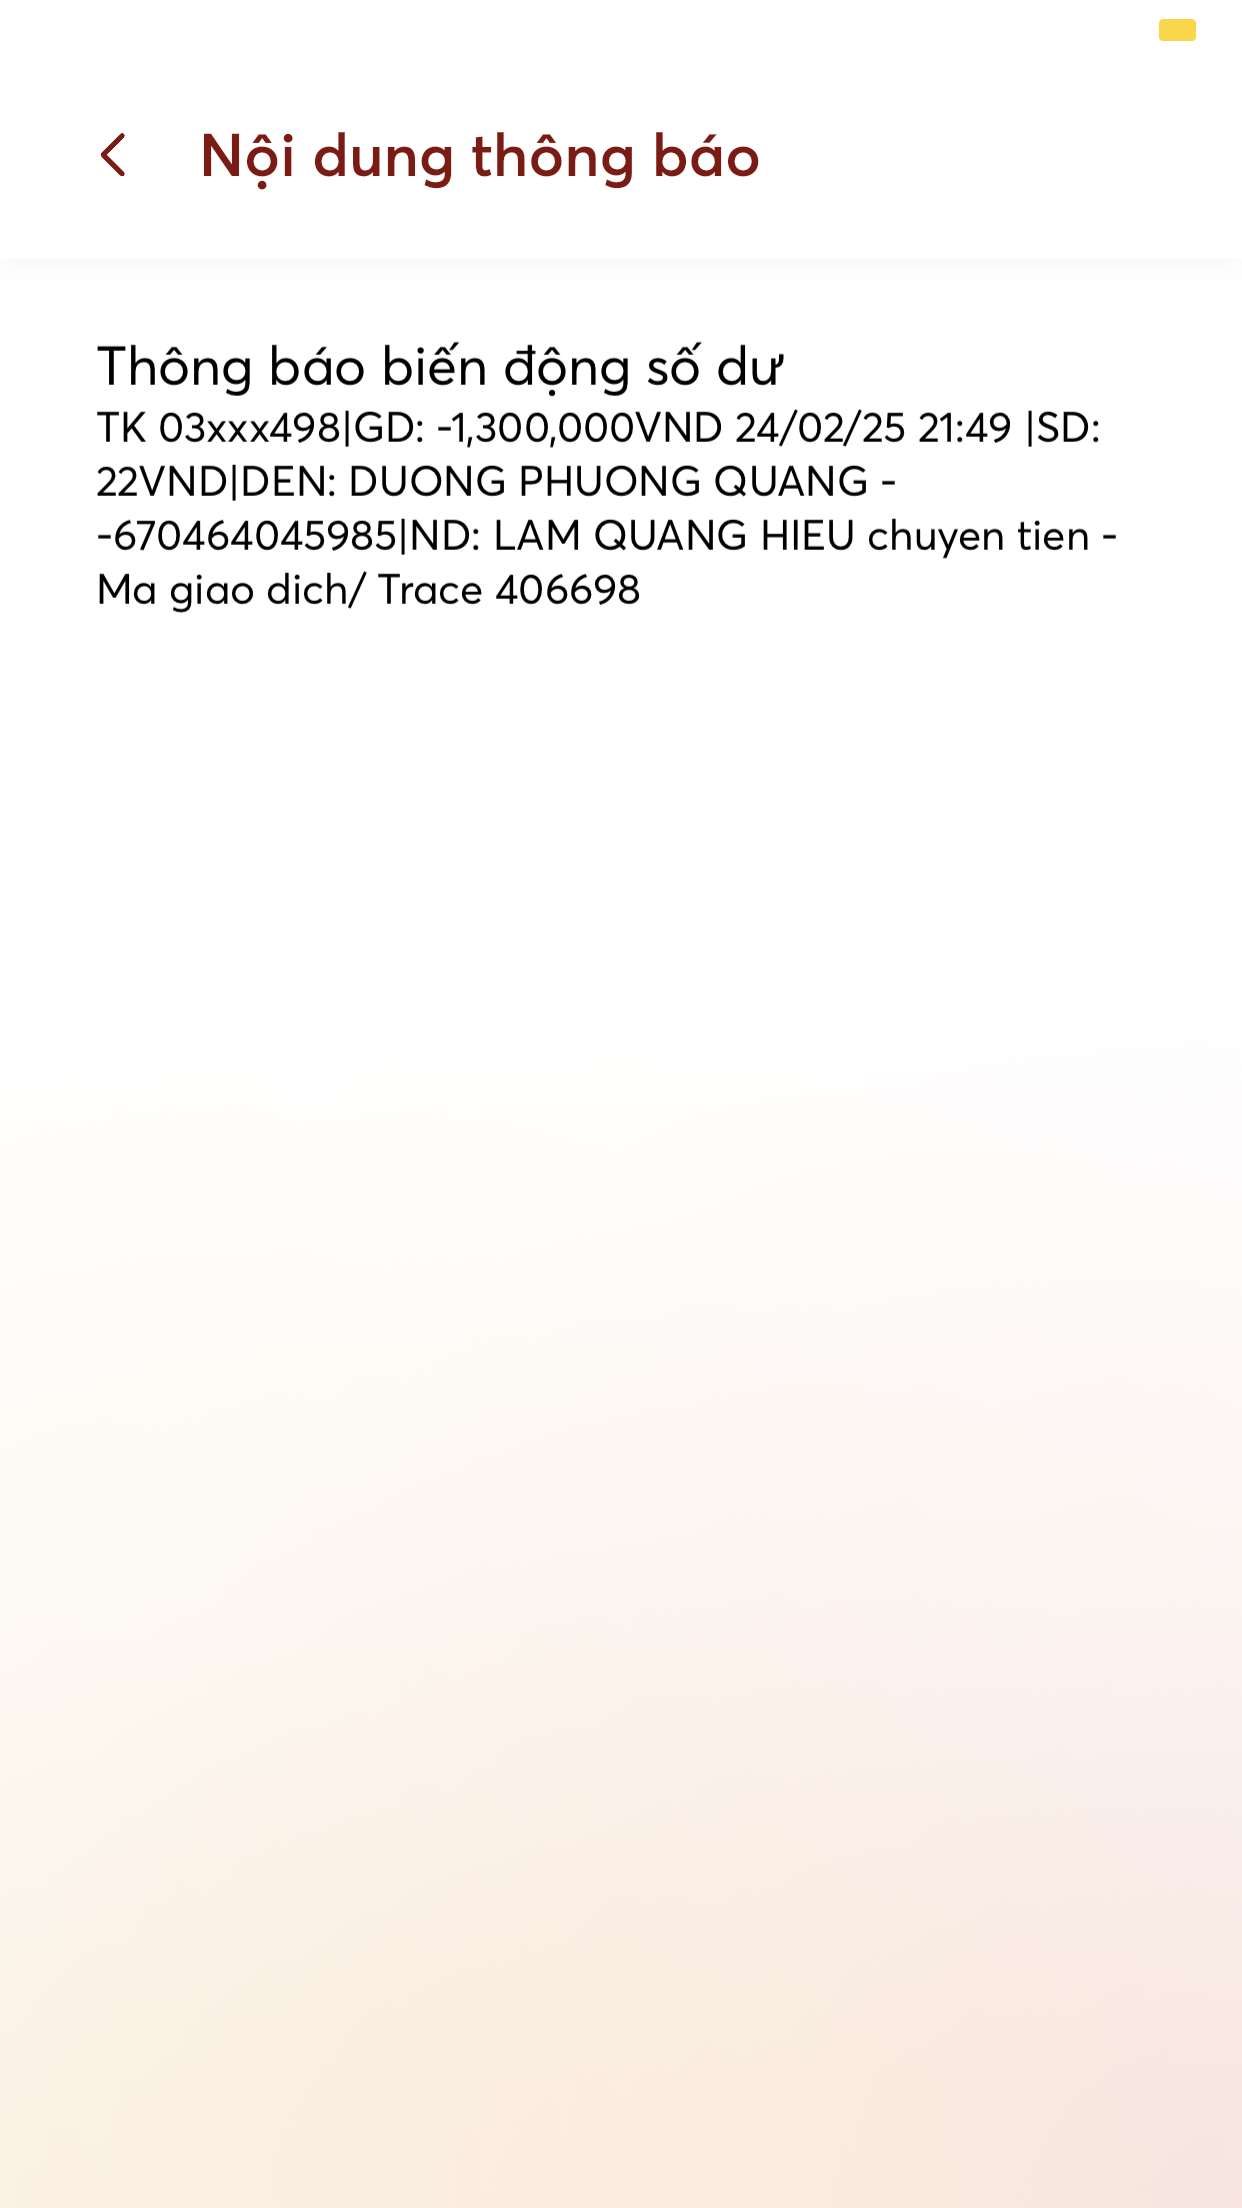 Nội dung thông báo
Thông báo biến động số dư
TK 03xxx498|GD: -1,300,000VND 24/02/25 21:49 |SD:
22VND|DEN: DUONG PHUONG QUANG -
-670464045985|ND: LAM QUANG HIEU chuyen tien -
Ma giao dich/ Trace 406698